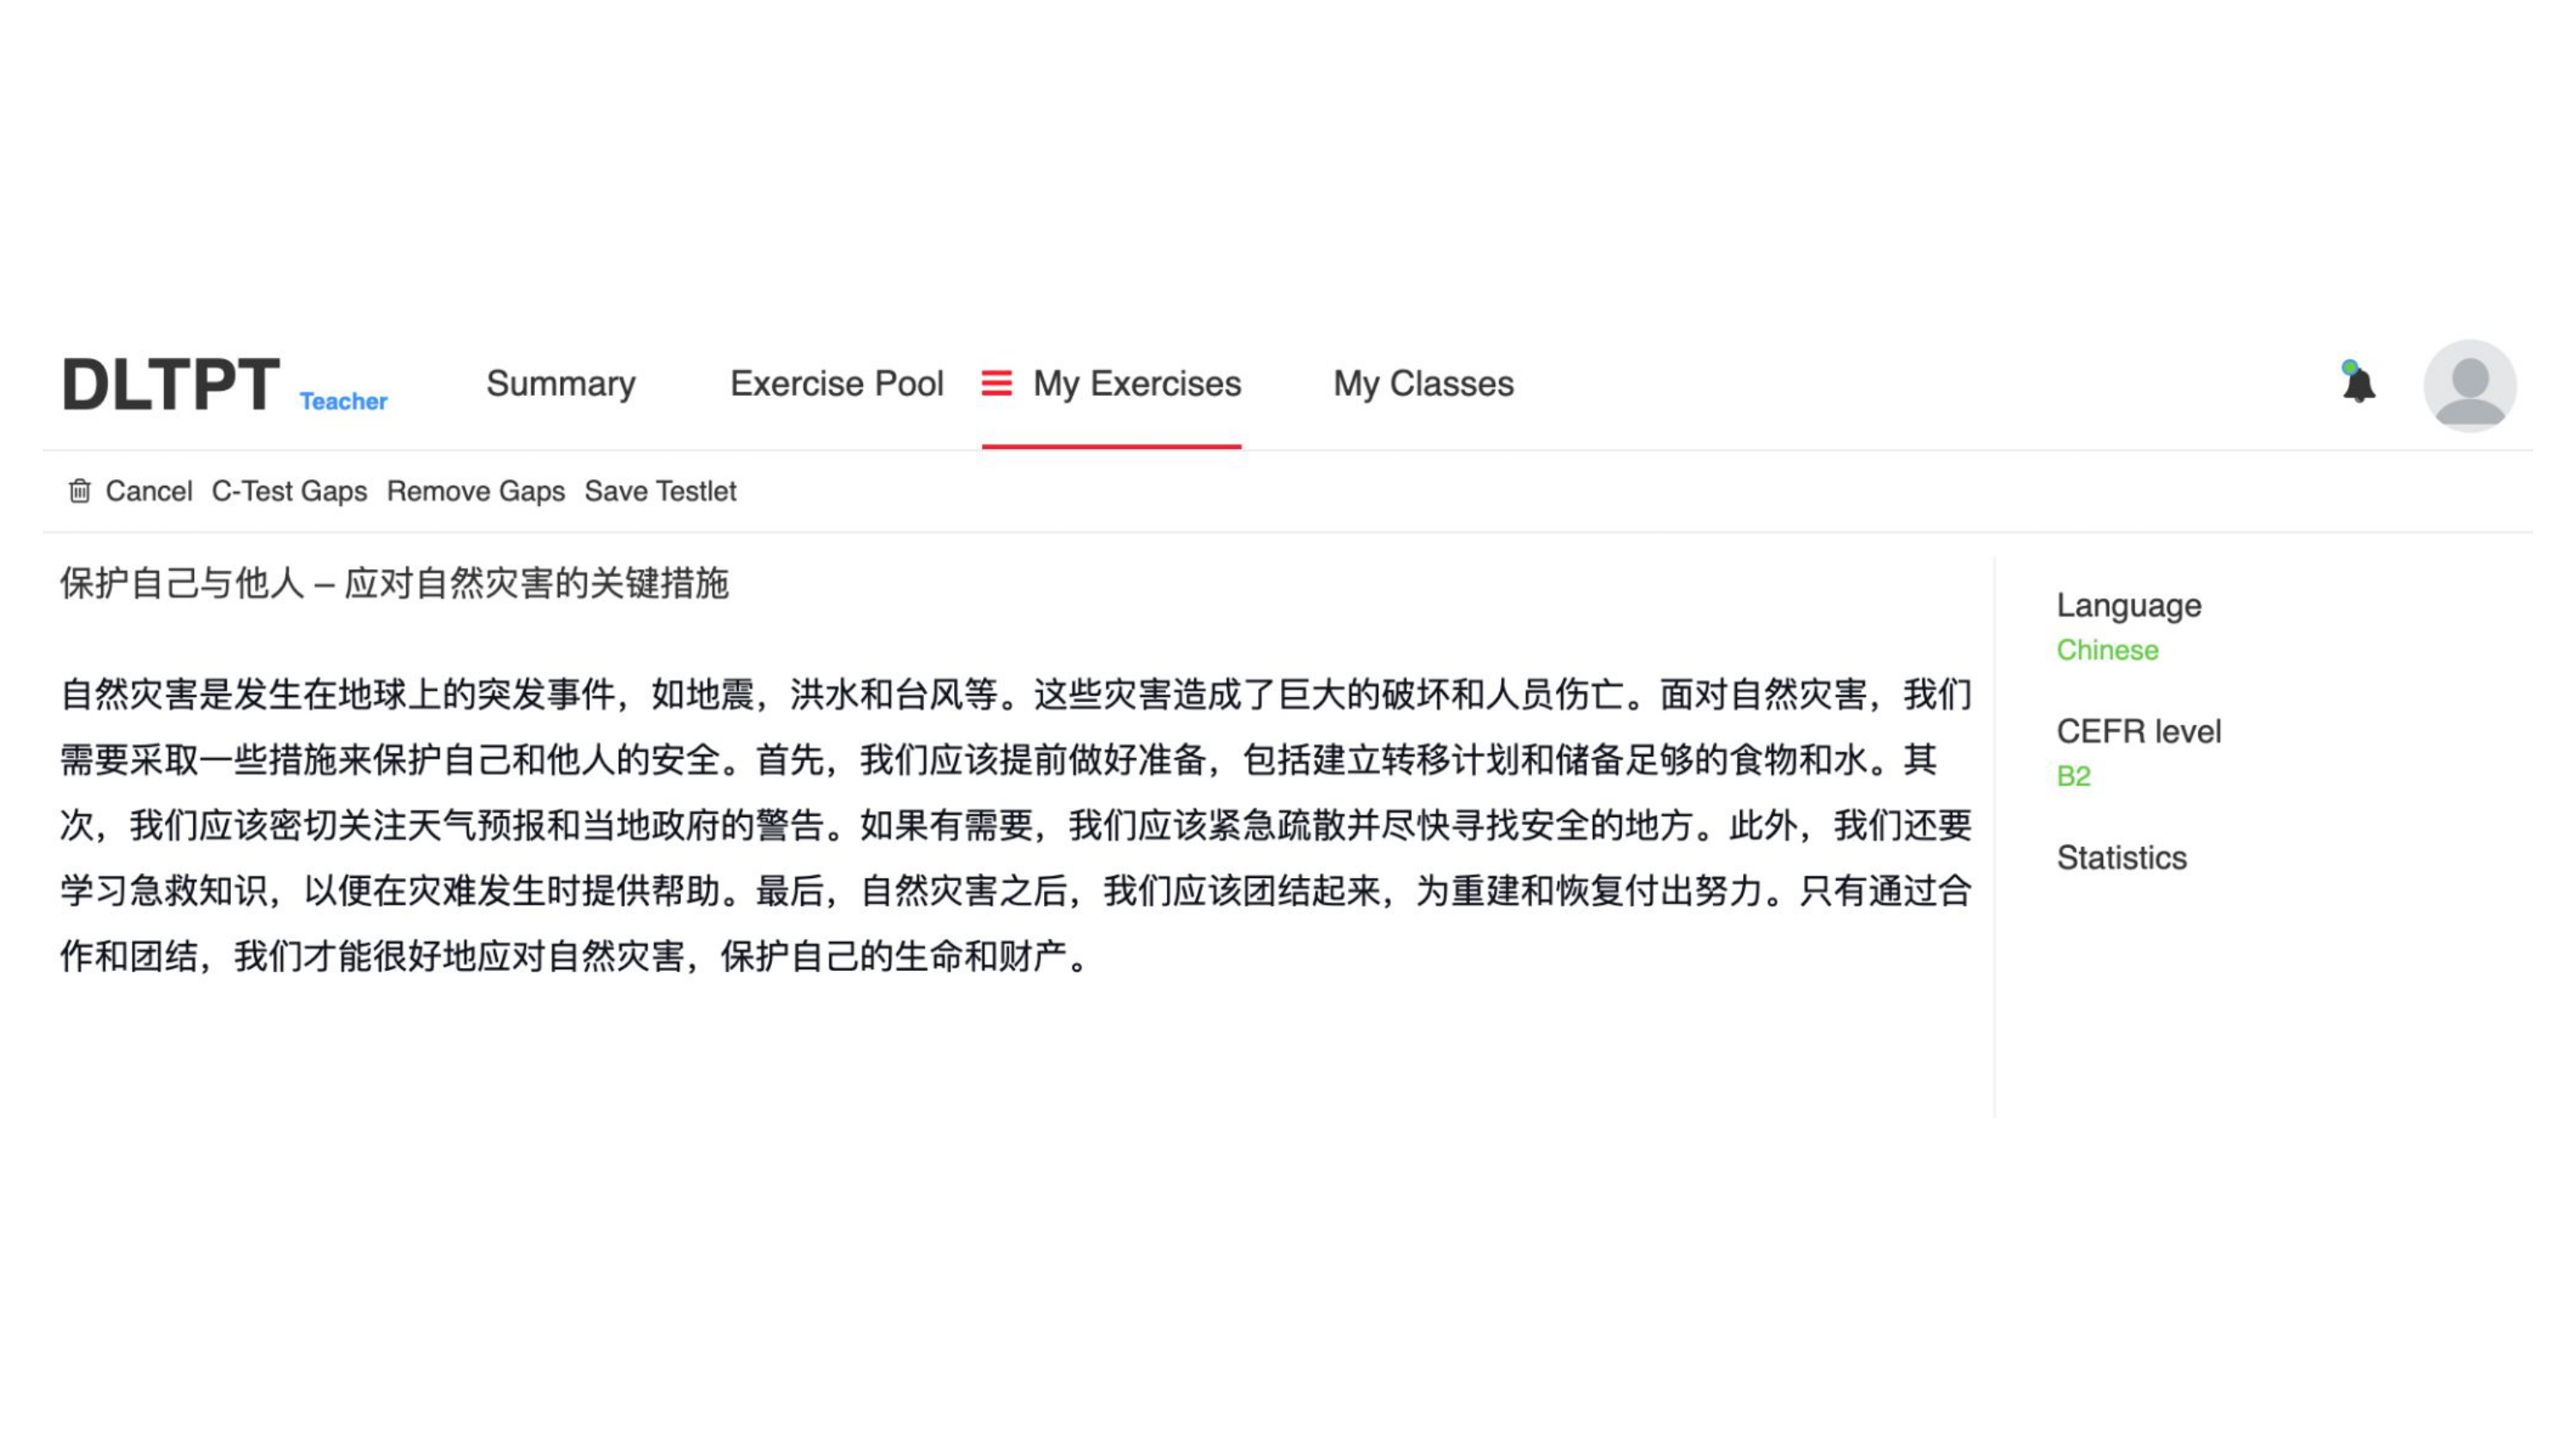 DLTPT Teacher Summary Exercise Pool My Exercises My Classes
Cancel C-Test Gaps Remove Gaps Save Testlet
保护自己与他人 – 应对自然灾害的关键措施
自然灾害是发生在地球上的突发事件，如地震，洪水和台风等。这些灾害造成了巨大的破坏和人员伤亡。面对自然灾害，我们
需要采取一些措施来保护自己和他人的安全。首先，我们应该提前做好准备，包括建立转移计划和储备足够的食物和水。其
次，我们应该密切关注天气预报和当地政府的警告。如果有需要，我们应该紧急疏散并尽快寻找安全的地方。此外，我们还要
学习急救知识，以便在灾难发生时提供帮助。最后，自然灾害之后，我们应该团结起来，为重建和恢复付出努力。只有通过合
作和团结，我们才能很好地应对自然灾害，保护自己的生命和财产。
Language
Chinese
CEFR level
B2
Statistics